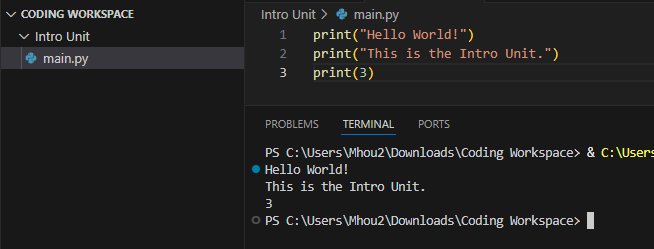 CODING WORKSPACE
Intro Unit
main.py
Intro Unit > main.py
1 print("Hello World!")
2 print("This is the Intro Unit.")
3 print(3)
PROBLEMS TERMINAL PORTS
PS C:\Users\Mhou2\Downloads\Coding Workspace> & C:\Users
Hello World!
This is the Intro Unit.
3
PS C:\Users\Mhou2\Downloads\Coding Workspace>